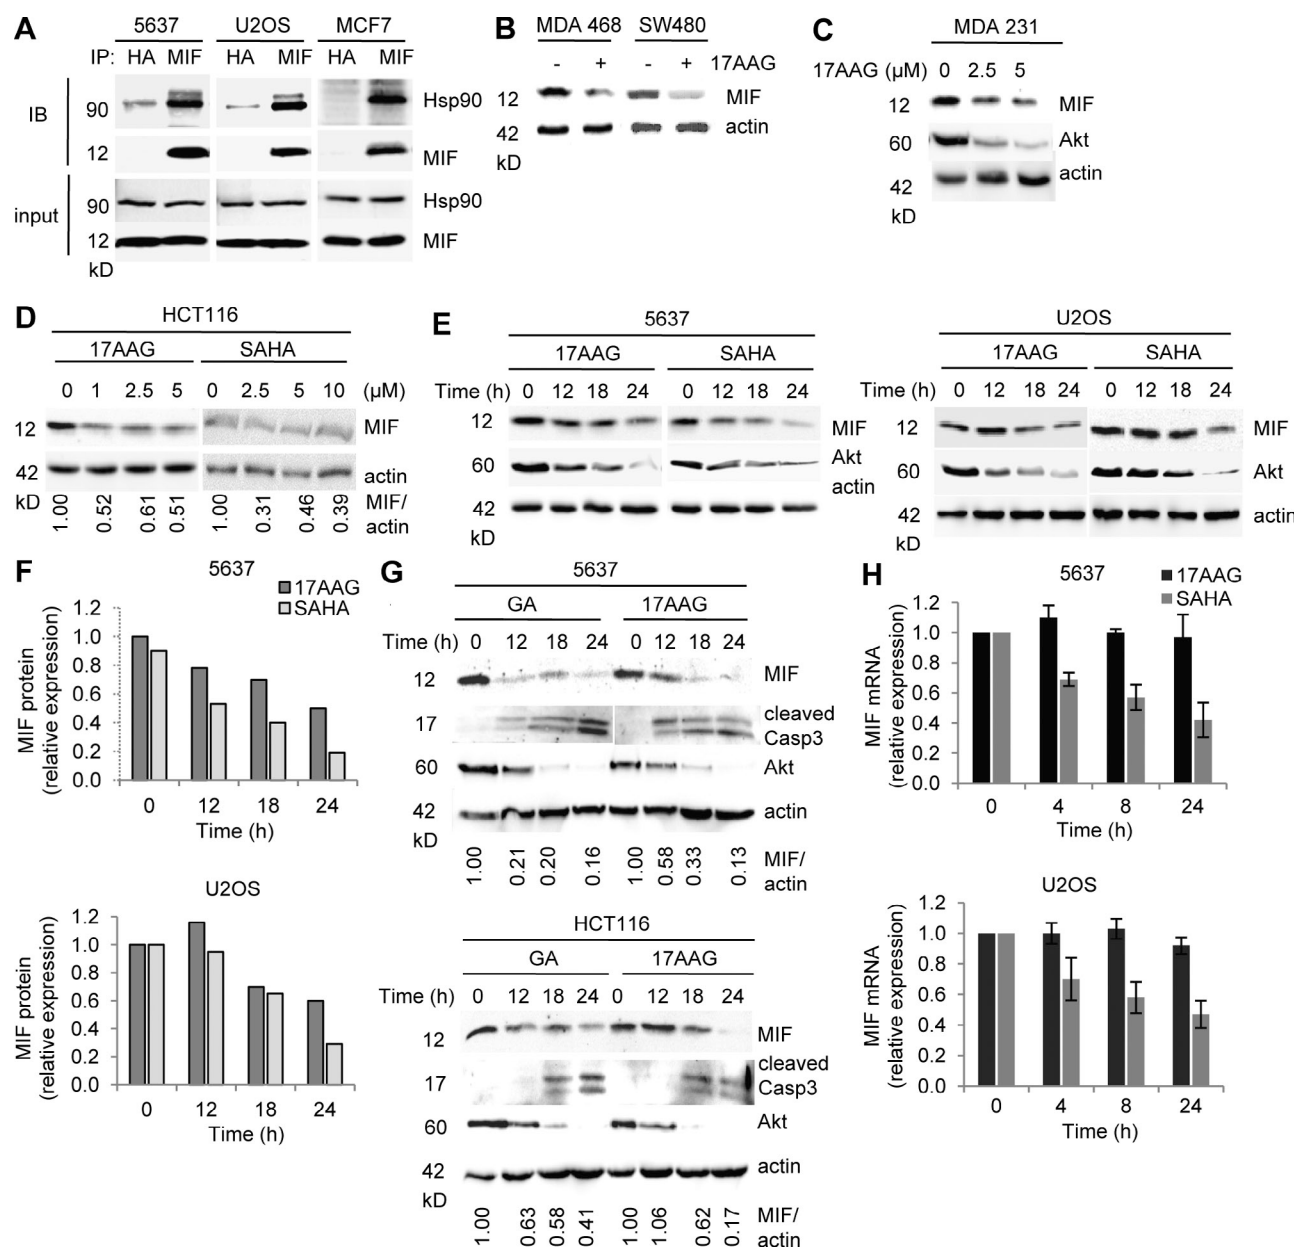 A
5637 U2OS MCF7
IP: HA MIF HA MIF HA MIF
IB
90 Hsp90
12 MIF
input
90 Hsp90
12 MIF
kD
B
MDA 468 SW480
- + - + 17AAG
12 MIF
42 actin
kD
C
MDA 231
17AAG (µM) 0 2.5 5
12 MIF
60 Akt
42 actin
kD
D
HCT116
17AAG SAHA
0 1 2.5 5 0 2.5 5 10 (µM)
12 MIF
42 actin
kD 1.00 0.52 0.61 0.51 1.00 0.31 0.46 0.39 MIF/
actin
E
5637
17AAG SAHA
Time (h) 0 12 18 24 0 12 18 24
12 MIF
60 Akt
42 actin
kD
U2OS
17AAG SAHA
Time (h) 0 12 18 24 0 12 18 24
12 MIF
60 Akt
42 actin
kD
F
5637
17AAG
SAHA
MIF protein
(relative expression)
1.2
1.0
0.8
0.6
0.4
0.2
0.0
0 12 18 24
Time (h)
U2OS
MIF protein
(relative expression)
1.2
1.0
0.8
0.6
0.4
0.2
0.0
0 12 18 24
Time (h)
G
5637
GA 17AAG
Time (h) 0 12 18 24 0 12 18 24
12 MIF
17 cleaved
Casp3
60 Akt
42 actin
kD
1.00 0.21 0.20 0.16 1.00 0.58 0.33 0.13 MIF/
actin
HCT116
GA 17AAG
Time (h) 0 12 18 24 0 12 18 24
12 MIF
17 cleaved
Casp3
60 Akt
42 actin
kD
1.00 0.63 0.58 0.41 1.00 1.06 0.62 0.17 MIF/
actin
H
5637
17AAG
SAHA
MIF mRNA
(relative expression)
1.2
1.0
0.8
0.6
0.4
0.2
0.0
0 4 8 24
Time (h)
U2OS
MIF mRNA
(relative expression)
1.2
1.0
0.8
0.6
0.4
0.2
0.0
0 4 8 24
Time (h)